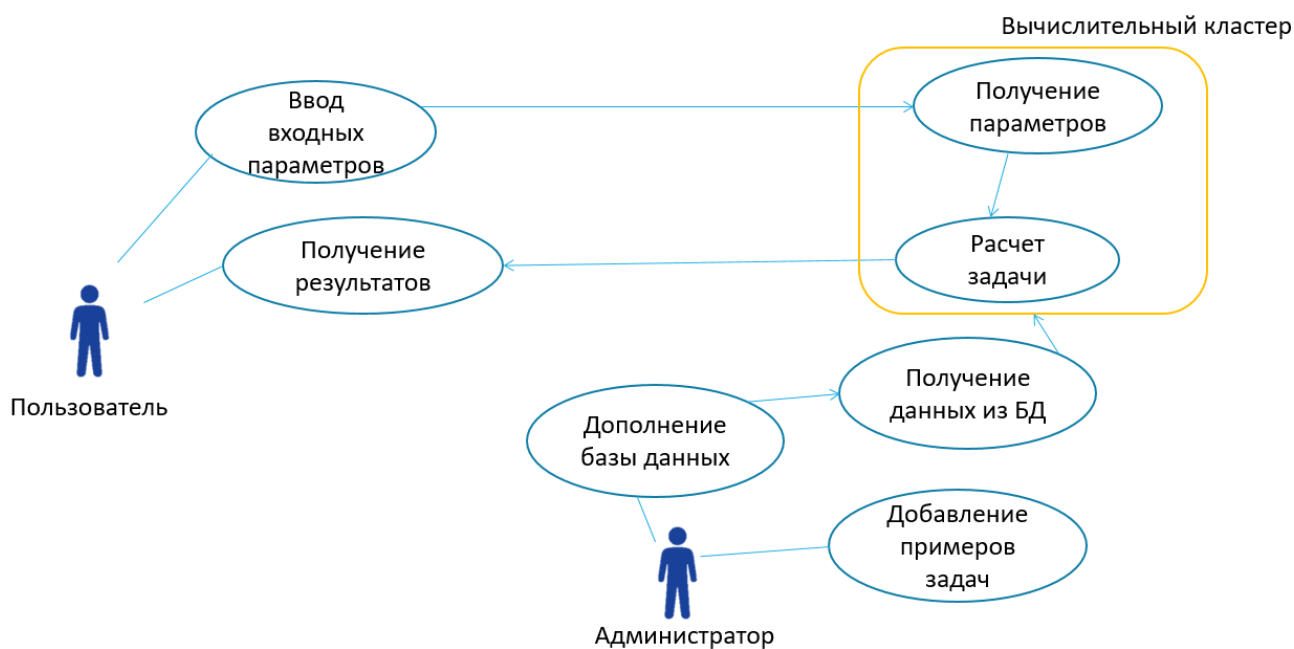 Вычислительный кластер
Ввод
входных
параметров
Получение
параметров
Получение
результатов
Расчет
задачи
Пользователь
Получение
данных из БД
Дополнение
базы данных
Добавление
примеров
задач
Администратор